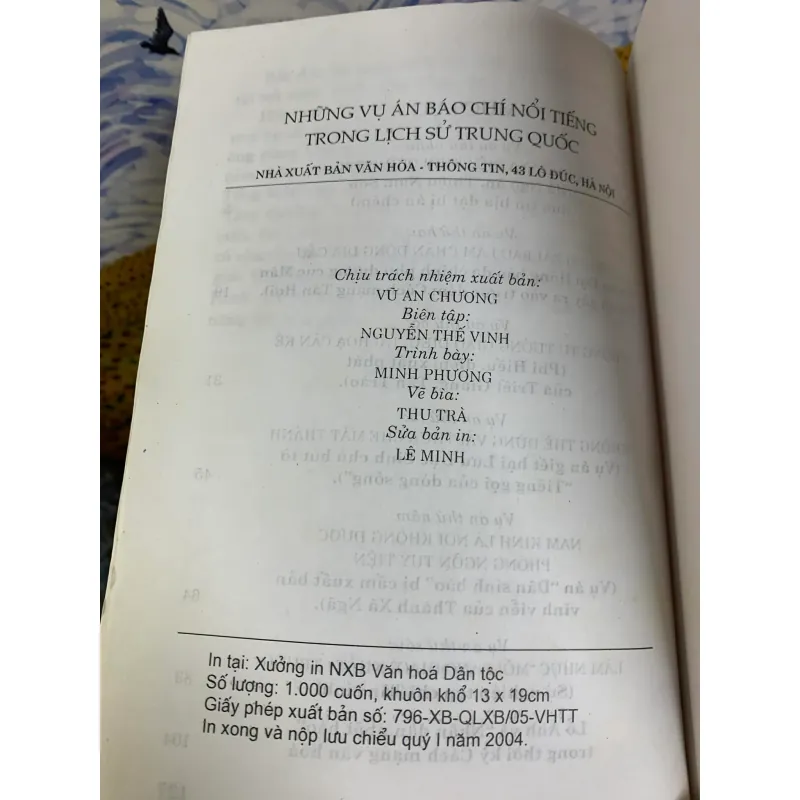 NHỮNG VỤ ÁN BÁO CHÍ NỔI TIẾNG
TRONG LỊCH SỬ TRUNG QUỐC
NHÀ XUẤT BẢN VĂN HÓA - THÔNG TIN, 43 LÒ ĐÚC, HÀ NỘI
Chịu trách nhiệm xuất bản:
VŨ AN CHƯƠNG
Biên tập:
NGUYỄN THẾ VINH
Trình bày:
MINH PHƯƠNG
Vẽ bìa:
THU TRÀ
Sửa bản in:
LÊ MINH
In tại: Xưởng in NXB Văn hoá Dân tộc
Số lượng: 1.000 cuốn, khuôn khổ 13 x 19cm
Giấy phép xuất bản số: 796-XB-QLXB/05-VHTT
In xong và nộp lưu chiểu quý I năm 2004.